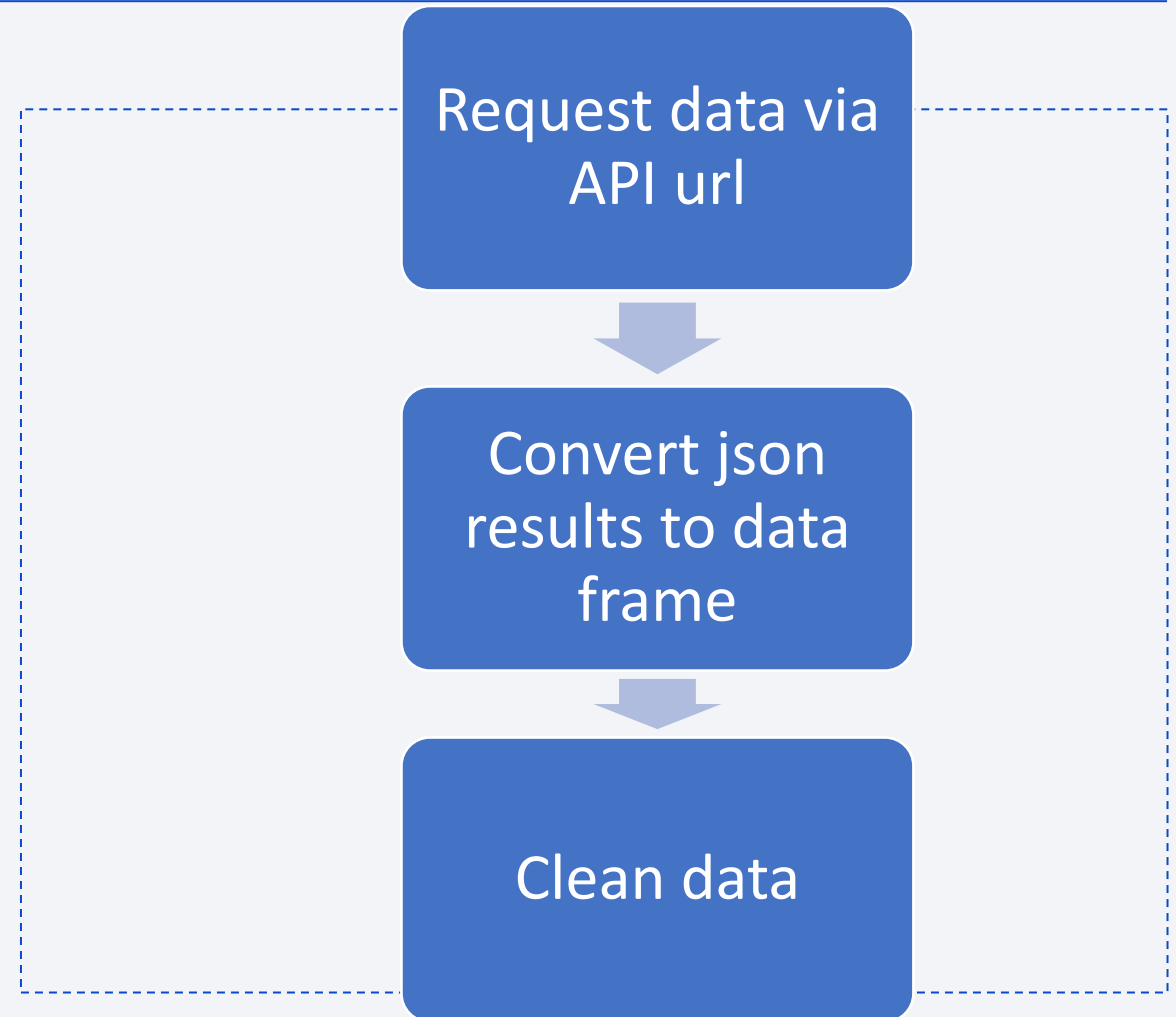 Request data via
API url
Convert json
results to data
frame
Clean data